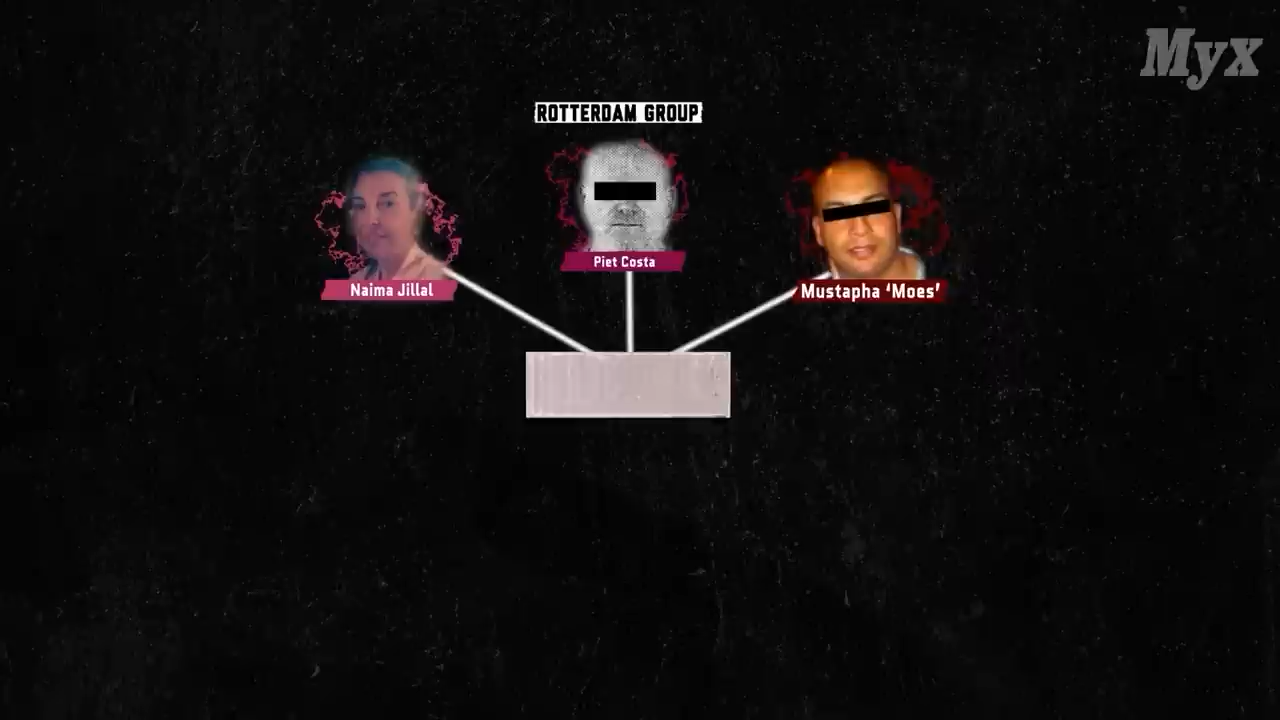 Myx
ROTTERDAM GROUP
Piet Costa
Naima Jillal
Mustapha ‘Moes’